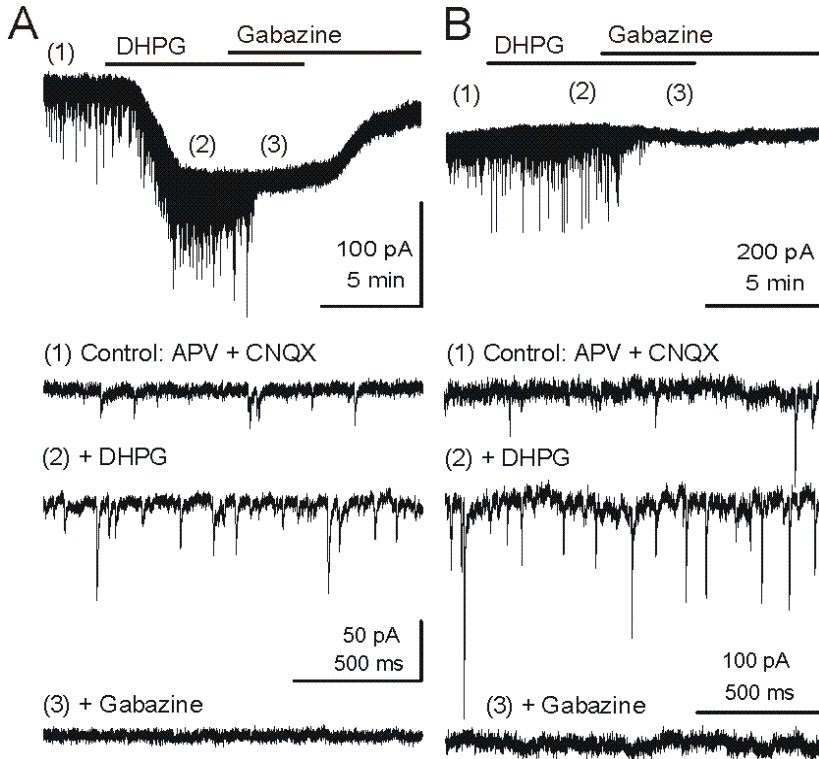 A
DHPG
Gabazine
(1)
(2)
(3)
100 pA
5 min
(1) Control: APV + CNQX
(2) + DHPG
50 pA
500 ms
(3) + Gabazine
B
DHPG
Gabazine
(1)
(2)
(3)
200 pA
5 min
(1) Control: APV + CNQX
(2) + DHPG
100 pA
500 ms
(3) + Gabazine